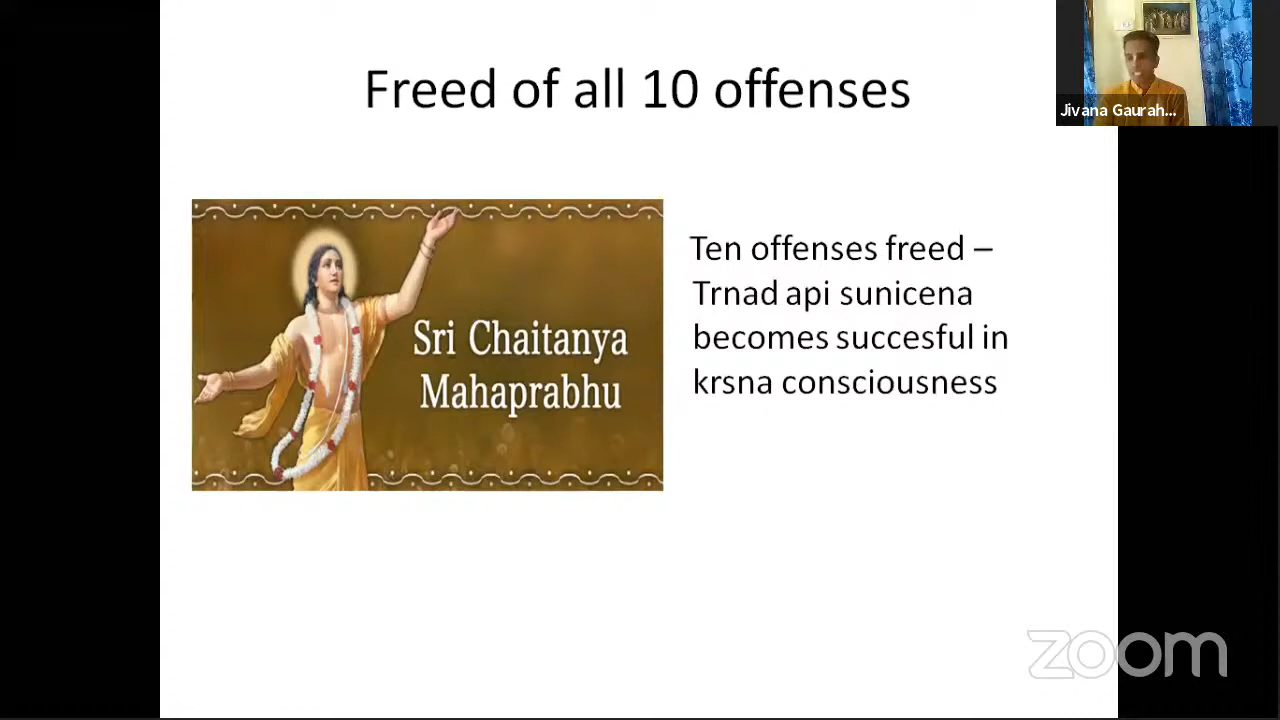 Freed of all 10 offenses
Jivana Gaurah...
Sri Chaitanya
Mahaprabhu
Ten offenses freed –
Trnad api sunicena
becomes succesful in
krsna consciousness
zoom